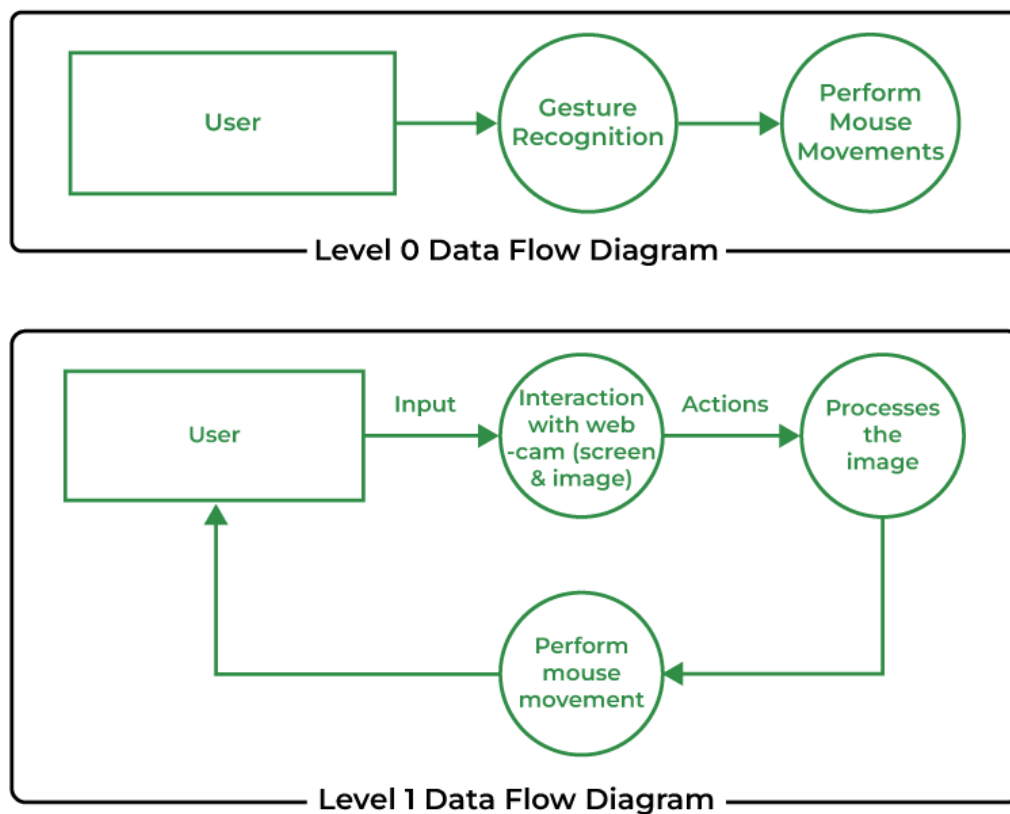 User
Gesture
Recognition
Perform
Mouse
Movements
Level 0 Data Flow Diagram
User
Input
Interaction
with web
-cam (screen
& image)
Actions
Processes
the
image
Perform
mouse
movement
Level 1 Data Flow Diagram